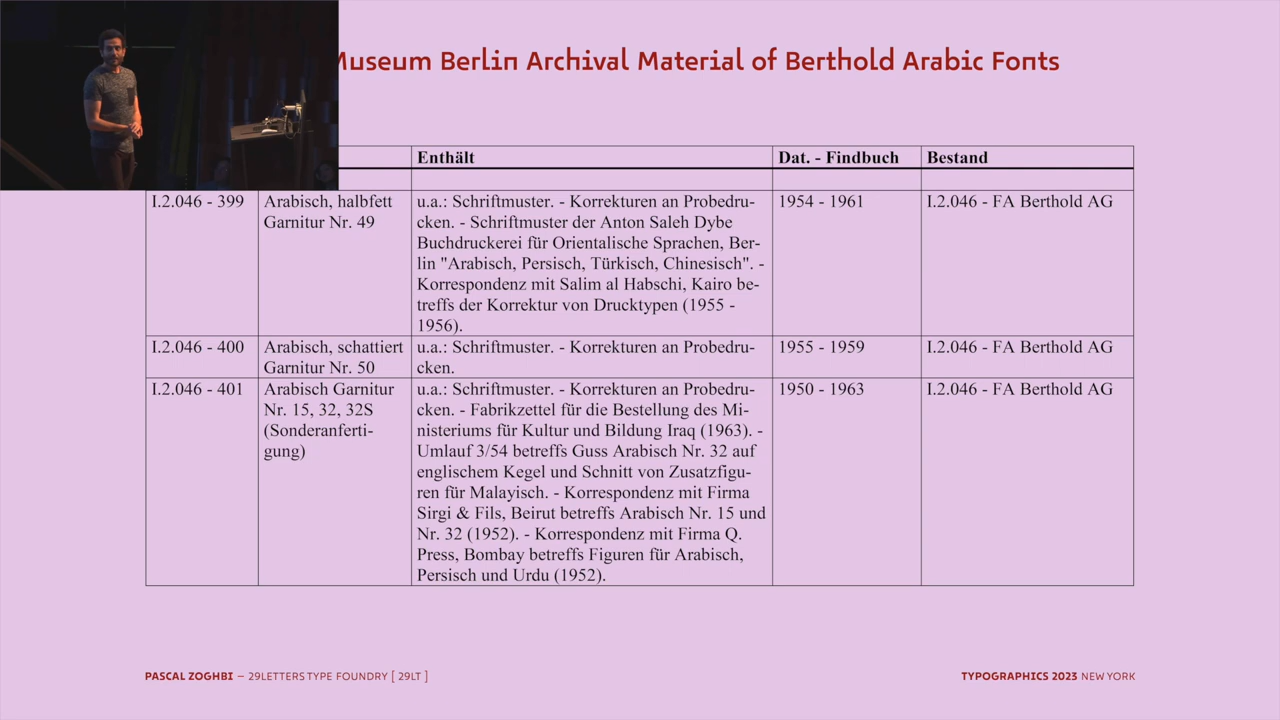 Museum Berlin Archival Material of Berthold Arabic Fonts
Enthält
Dat. - Findbuch
Bestand
I.2.046 - 399
Arabisch, halbfett
Garnitur Nr. 49
u.a.: Schriftmuster. - Korrekturen an Probedru-
cken. - Schriftmuster der Anton Saleh Dybe
Buchdruckerei für Orientalische Sprachen, Ber-
lin "Arabisch, Persisch, Türkisch, Chinesisch". -
Korrespondenz mit Salim al Habschi, Kairo be-
treffs der Korrektur von Drucktypen (1955 -
1956).
1954 - 1961
I.2.046 - FA Berthold AG
I.2.046 - 400
Arabisch, schattiert
Garnitur Nr. 50
u.a.: Schriftmuster. - Korrekturen an Probedru-
cken.
1955 - 1959
I.2.046 - FA Berthold AG
I.2.046 - 401
Arabisch Garnitur
Nr. 15, 32, 32S
(Sonderanferti-
gung)
u.a.: Schriftmuster. - Korrekturen an Probedru-
cken. - Fabrikzettel für die Bestellung des Mi-
nisteriums für Kultur und Bildung Iraq (1963). -
Umlauf 3/54 betreffs Guss Arabisch Nr. 32 auf
englischem Kegel und Schnitt von Zusatzfigu-
ren für Malayisch. - Korrespondenz mit Firma
Sirgi & Fils, Beirut betreffs Arabisch Nr. 15 und
Nr. 32 (1952). - Korrespondenz mit Firma Q.
Press, Bombay betreffs Figuren für Arabisch,
Persisch und Urdu (1952).
1950 - 1963
I.2.046 - FA Berthold AG
PASCAL ZOGHBI – 29LETTERS TYPE FOUNDRY [ 29LT ]
TYPOGRAPHICS 2023 NEW YORK